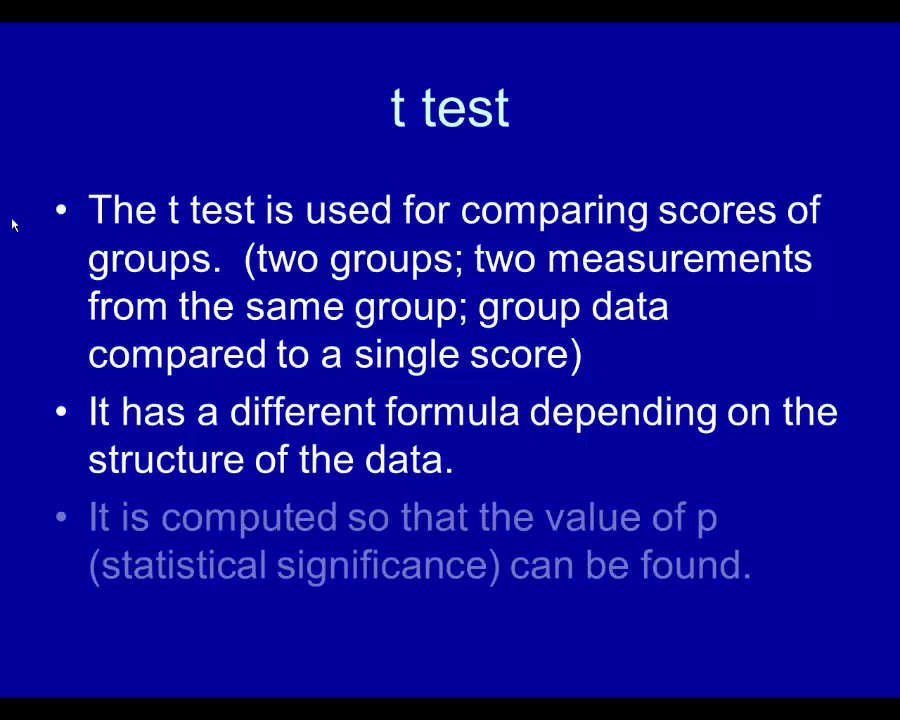 t test
• The t test is used for comparing scores of
groups.  (two groups; two measurements
from the same group; group data
compared to a single score)
• It has a different formula depending on the
structure of the data.
• It is computed so that the value of p
(statistical significance) can be found.